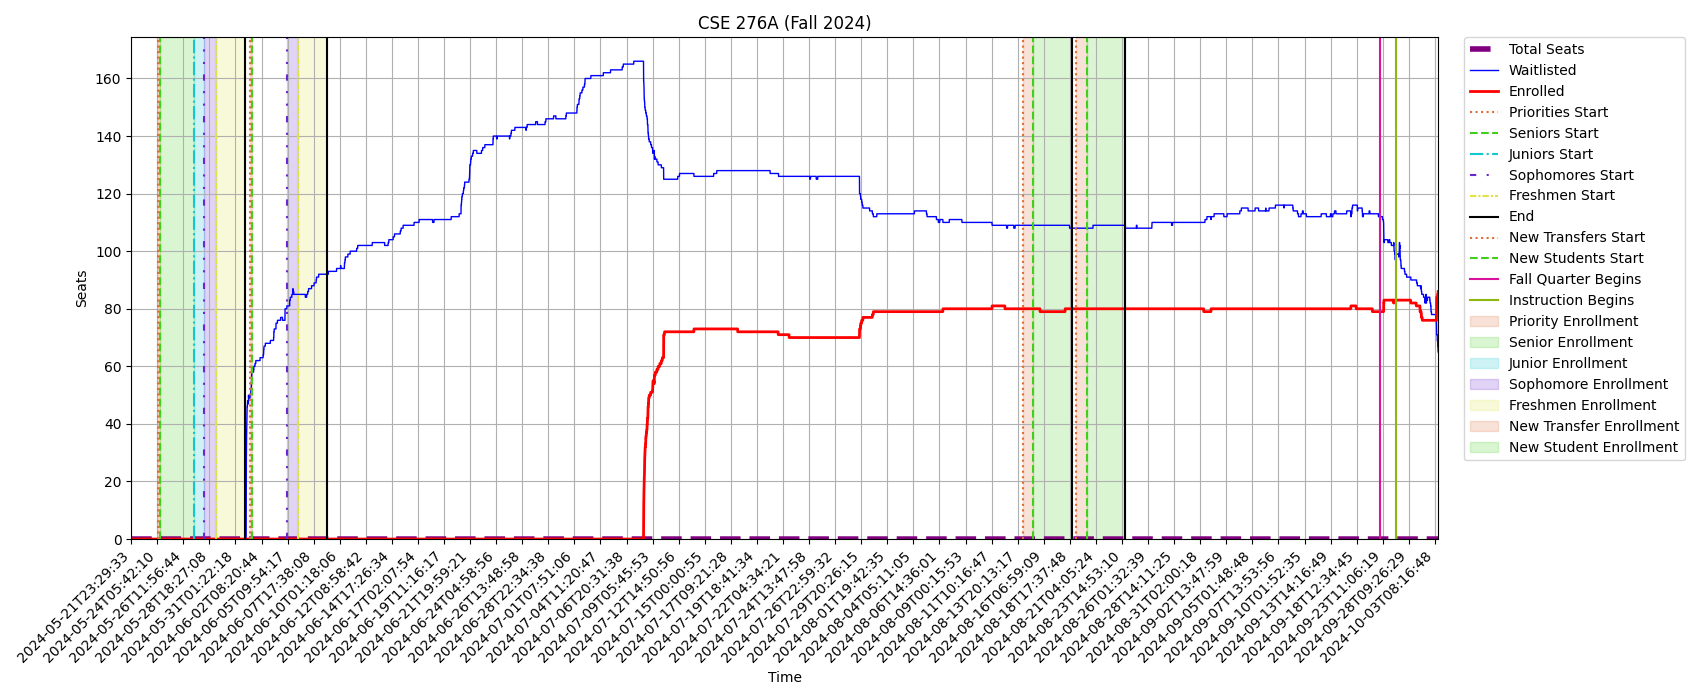 CSE 276A (Fall 2024)
Seats
160
140
120
100
80
60
40
20
0
2024-05-21T23:29:33
2024-05-24T05:42:10
2024-05-26T11:56:44
2024-05-28T18:27:08
2024-05-31T01:22:18
2024-06-02T08:20:44
2024-06-05T09:54:17
2024-06-07T17:38:08
2024-06-10T01:18:06
2024-06-12T08:58:42
2024-06-14T17:26:34
2024-06-17T02:07:54
2024-06-19T11:16:17
2024-06-21T19:59:21
2024-06-24T04:58:56
2024-06-26T13:48:58
2024-06-28T22:34:38
2024-07-01T07:51:06
2024-07-04T11:20:47
2024-07-06T20:31:38
2024-07-09T05:45:53
2024-07-12T14:50:56
2024-07-15T00:00:55
2024-07-17T09:21:28
2024-07-19T18:41:34
2024-07-22T04:34:21
2024-07-24T13:47:58
2024-07-26T22:59:32
2024-07-29T20:26:15
2024-08-01T19:42:35
2024-08-04T05:11:05
2024-08-06T14:36:01
2024-08-09T00:15:53
2024-08-11T10:16:47
2024-08-13T20:13:17
2024-08-16T06:59:09
2024-08-18T17:37:48
2024-08-21T04:05:24
2024-08-23T14:53:10
2024-08-26T01:32:39
2024-08-28T14:11:25
2024-08-31T02:00:18
2024-09-02T13:47:59
2024-09-05T01:48:48
2024-09-07T13:53:56
2024-09-10T01:52:35
2024-09-13T14:16:49
2024-09-18T12:34:45
2024-09-23T11:06:19
2024-09-28T09:26:29
2024-10-03T08:16:48
Time
Total Seats
Waitlisted
Enrolled
Priorities Start
Seniors Start
Juniors Start
Sophomores Start
Freshmen Start
End
New Transfers Start
New Students Start
Fall Quarter Begins
Instruction Begins
Priority Enrollment
Senior Enrollment
Junior Enrollment
Sophomore Enrollment
Freshmen Enrollment
New Transfer Enrollment
New Student Enrollment